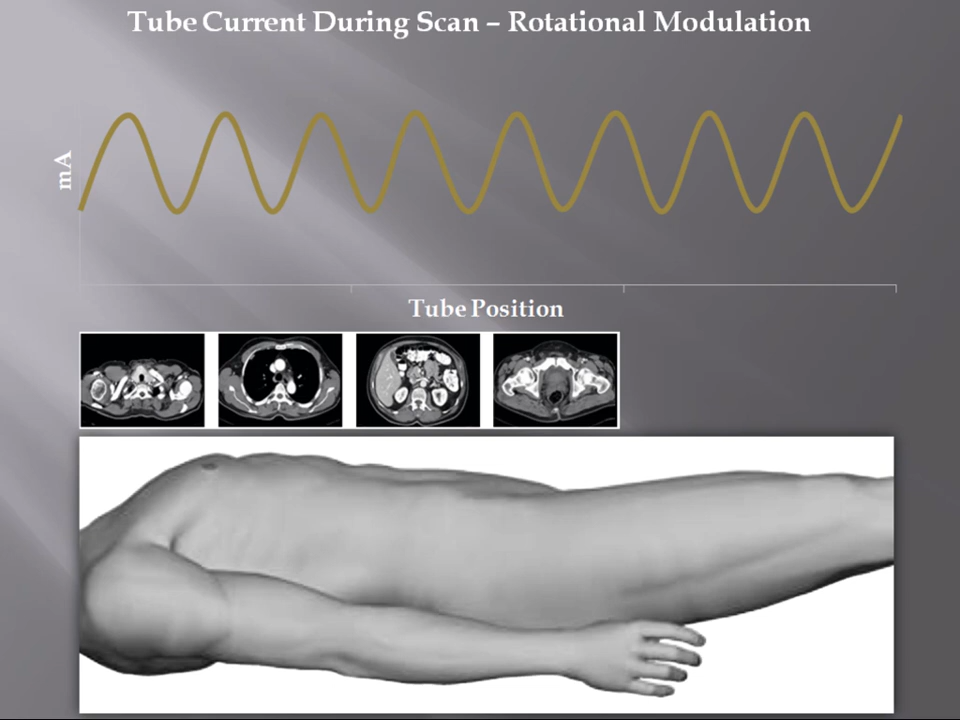 Tube Current During Scan – Rotational Modulation
mA
Tube Position